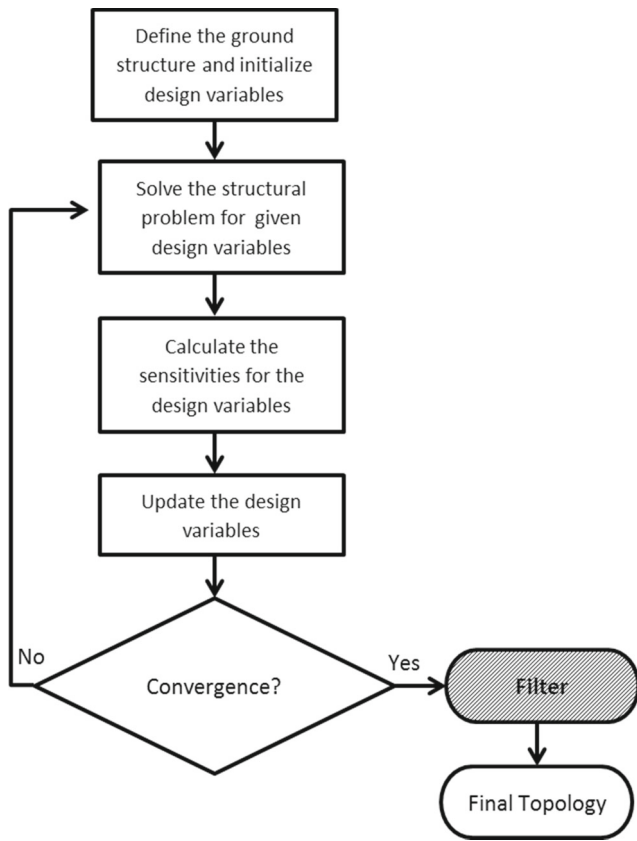 Define the ground
structure and initialize
design variables
Solve the structural
problem for given
design variables
Calculate the
sensitivities for the
design variables
Update the design
variables
No
Convergence?
Yes
Filter
Final Topology